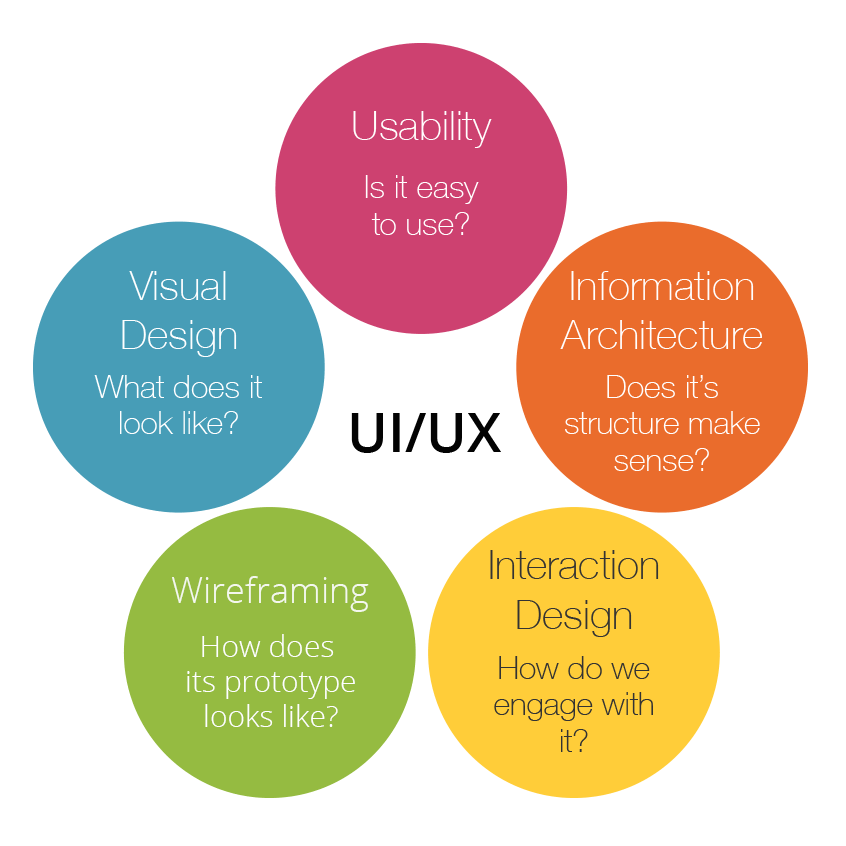 Usability
Is it easy
to use?
Visual
Design
What does it
look like?
Information
Architecture
Does it’s
structure make
sense?
UI/UX
Wireframing
How does
its prototype
looks like?
Interaction
Design
How do we
engage with
it?